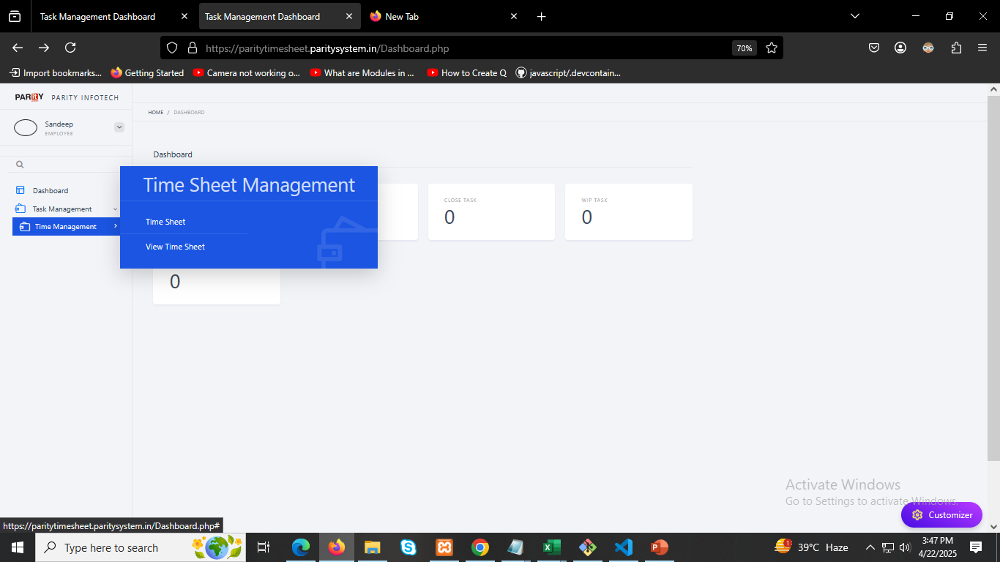 Task Management Dashboard
Task Management Dashboard
New Tab
https://paritytimesheet.paritysystem.in/Dashboard.php
70%
Import bookmarks...
Getting Started
Camera not working o...
What are Modules in ...
How to Create Q
javascript/.devcontain...
PARITY PARITY INFOTECH
HOME / DASHBOARD
Sandeep
EMPLOYEE
Dashboard
Dashboard
Task Management
Time Management
Time Sheet Management
Time Sheet
View Time Sheet
CLOSE TASK
0
WIP TASK
0
0
Activate Windows
Go to Settings to activate Windows.
Customizer
https://paritytimesheet.paritysystem.in/Dashboard.php#
Type here to search
1
39°C Haze
3:47 PM
4/22/2025